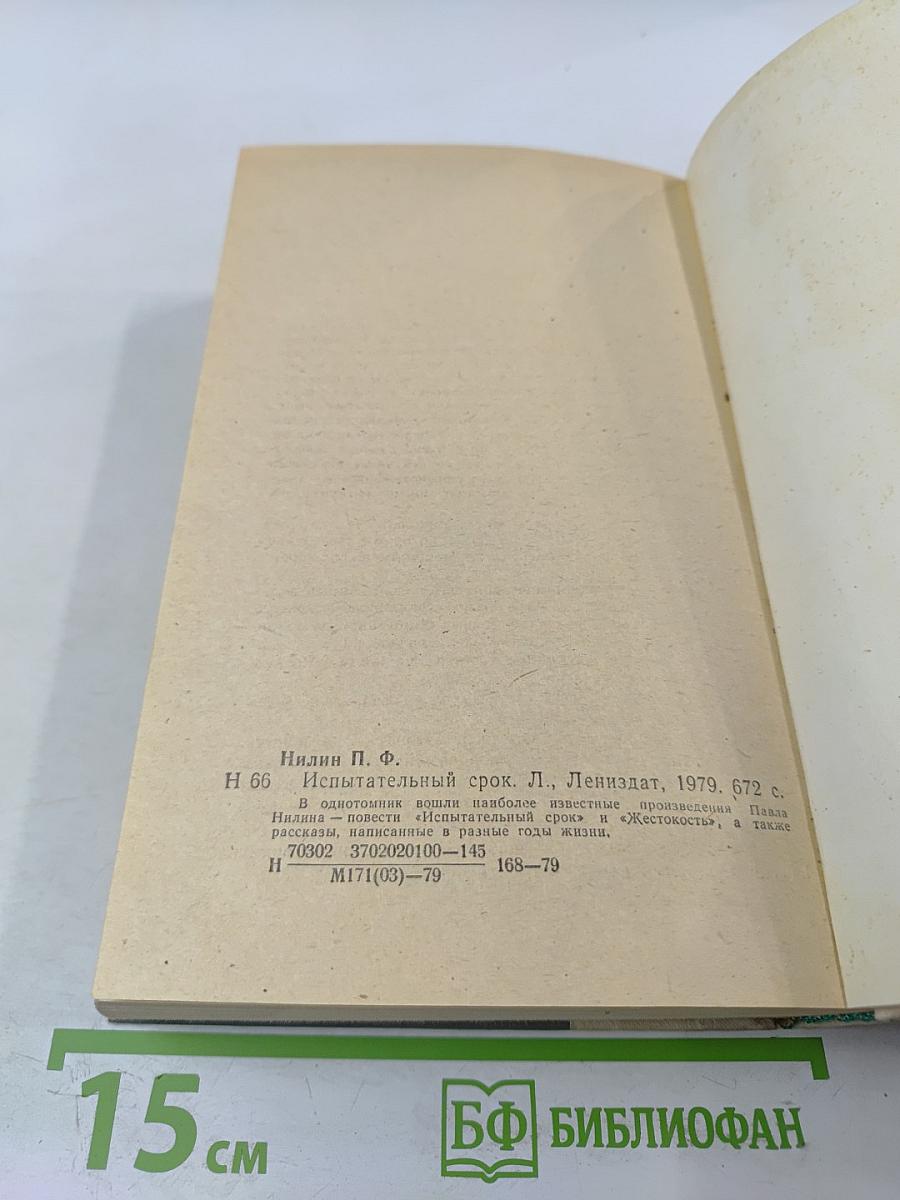 Нилин П. Ф.
Н 66 Испытательный срок. Л., Лениздат, 1979. 672 с.
В однотомник вошли наиболее известные произведения Павла
Нилина — повести «Испытательный срок» и «Жестокость», а также
рассказы, написанные в разные годы жизни.
70302 3702020100—145
Н 168—79
М171(03)—79
15 см
БФ БИБЛИОФАН